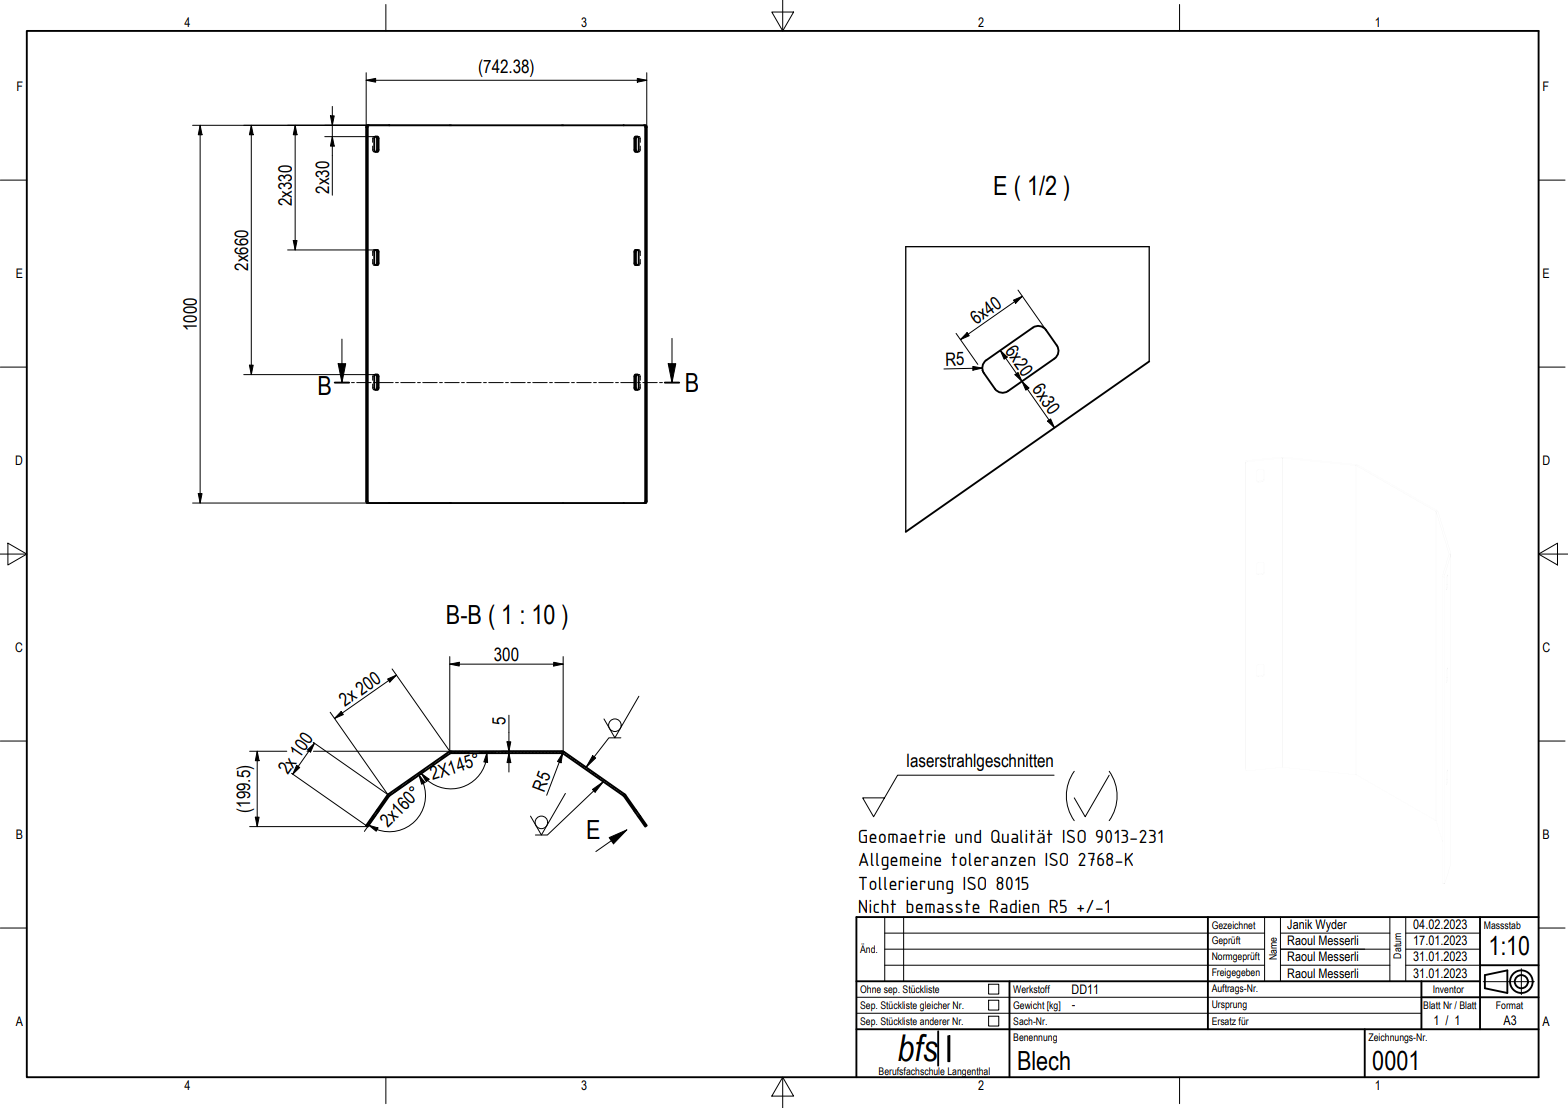 4 3 2 1
F F
E E
D D
C C
B B
A A
(742.38)
2x30
2x330
2x660
1000
B B
E ( 1/2 )
6x40
R5
6x20
6x30
B-B ( 1 : 10 )
300
2x 200
5
2x 100
(199.5)
2X145°
2x160°
R5
E
laserstrahlgeschnitten
Geomaetrie und Qualität ISO 9013-231
Allgemeine toleranzen ISO 2768-K
Tollerierung ISO 8015
Nicht bemasste Radien R5 +/-1
Änd.
Gezeichnet Janik Wyder 04.02.2023
Geprüft Raoul Messerli 17.01.2023
Normgeprüft Raoul Messerli 31.01.2023
Freigegeben Raoul Messerli 31.01.2023
Name
Datum
Massstab
1:10
Ohne sep. Stückliste Werkstoff DD11 Auftrags-Nr. Inventor
Sep. Stückliste gleicher Nr. Gewicht [kg] - Ursprung Blatt Nr / Blatt Format
Sep. Stückliste anderer Nr. Sach-Nr. Ersatz für 1 / 1 A3
bfsl
Berufsfachschule Langenthal
Benennung
Blech
Zeichnungs-Nr.
0001
4 3 2 1